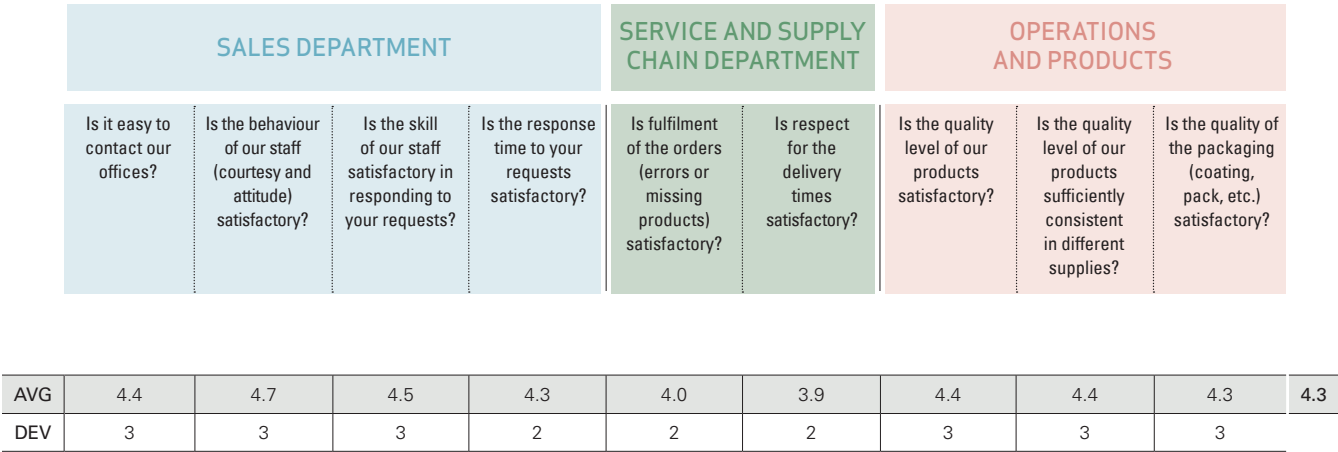 SALES DEPARTMENT
SERVICE AND SUPPLY
CHAIN DEPARTMENT
OPERATIONS
AND PRODUCTS
Is it easy to
contact our
offices?
Is the behaviour
of our staff
(courtesy and
attitude)
satisfactory?
Is the skill
of our staff
satisfactory in
responding to
your requests?
Is the response
time to your
requests
satisfactory?
Is fulfilment
of the orders
(errors or
missing
products)
satisfactory?
Is respect
for the
delivery
times
satisfactory?
Is the quality
level of our
products
satisfactory?
Is the quality
level of our
products
sufficiently
consistent
in different
supplies?
Is the quality of
the packaging
(coating,
pack, etc.)
satisfactory?
AVG 4.4 4.7 4.5 4.3 4.0 3.9 4.4 4.4 4.3 4.3
DEV 3 3 3 2 2 2 3 3 3